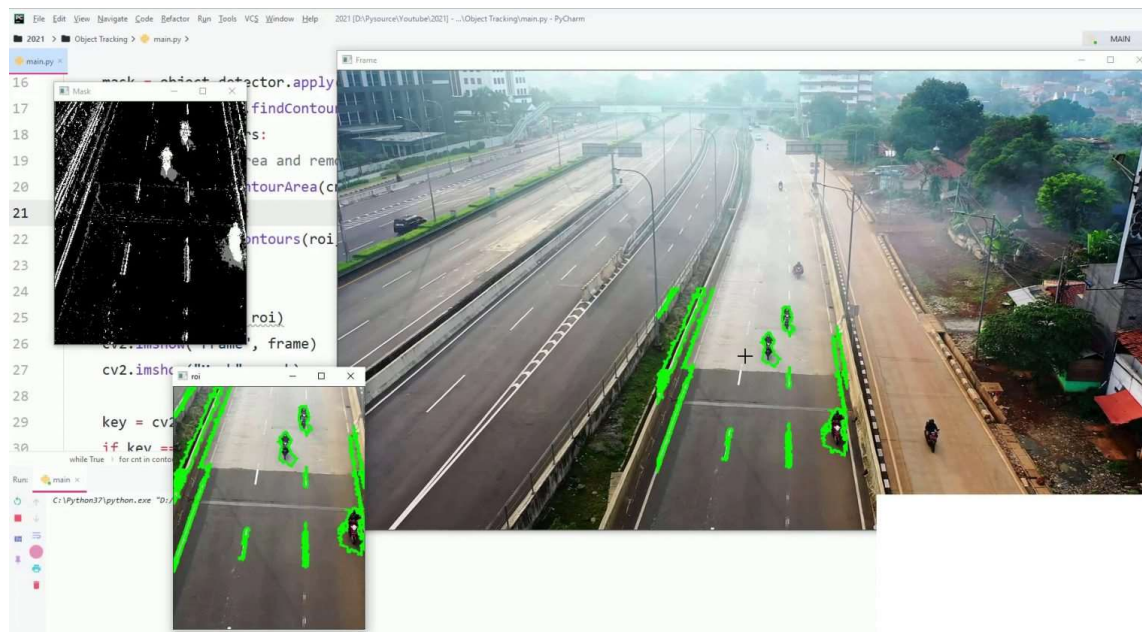 PC File Edit View Navigate Code Refactor Run Tools VCS Window Help 2021 [D:\Pysource\Youtube\2021] - ...\Object Tracking\main.py - PyCharm
2021 > Object Tracking > main.py > MAIN
main.py ×
Frame
16 mask = object_detector.apply
Mask
17 .findContour
18 rs:
19 rea and remo
20 ntourArea(c
21
22 ontours(roi
23
24
25 roi)
26 cv2.imshow("Frame", frame)
27 cv2.imsho
roi
28
29 key = cv2
30 if key ==
while True > for cnt in conto
Run: main ×
C:\Python37\python.exe "D:/